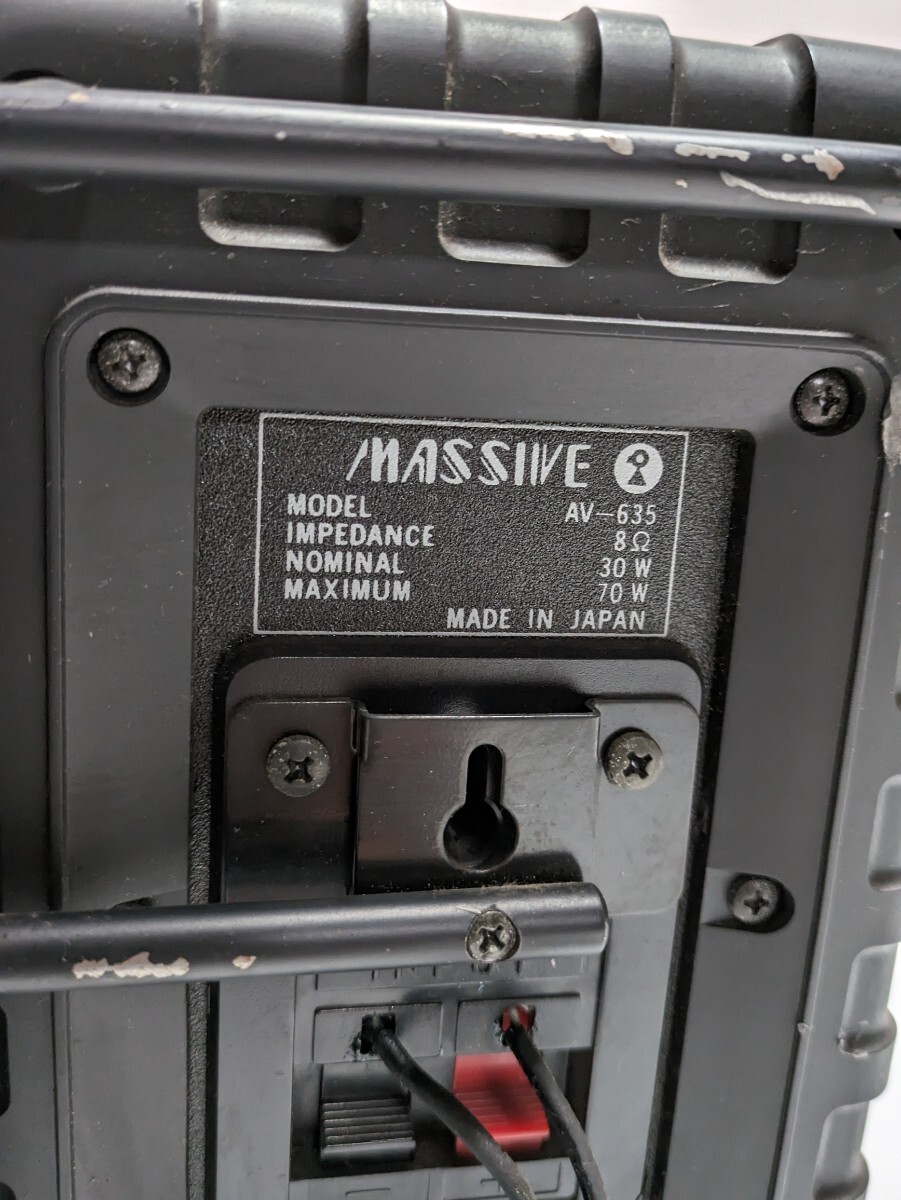 MASSIVE
MODEL AV-635
IMPEDANCE 8Ω
NOMINAL 30 W
MAXIMUM 70 W
MADE IN JAPAN